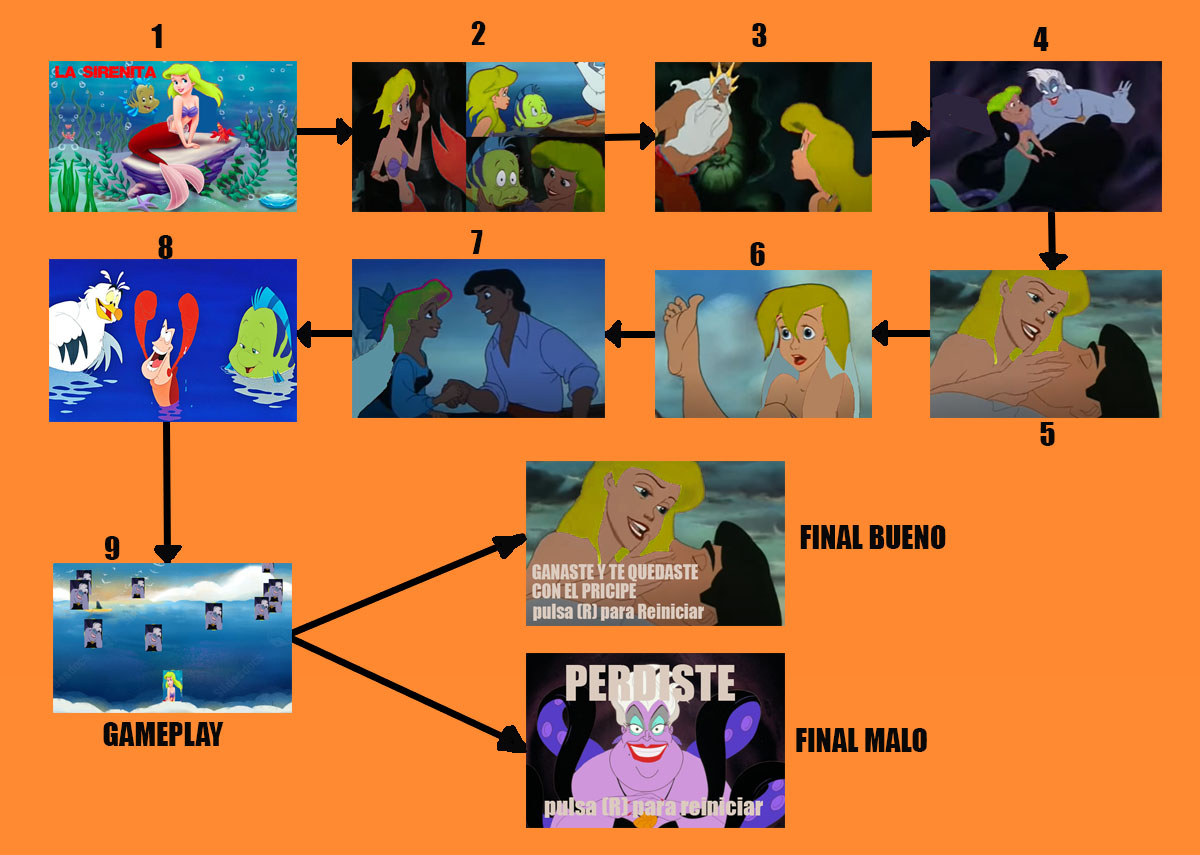 1
2
3
4
LA SIRENITA
8
7
6
5
9
GANASTE Y TE QUEDASTE
CON EL PRICIPE
pulsa (R) para Reiniciar
FINAL BUENO
GAMEPLAY
PERDISTE
pulsa (R) para reiniciar
FINAL MALO